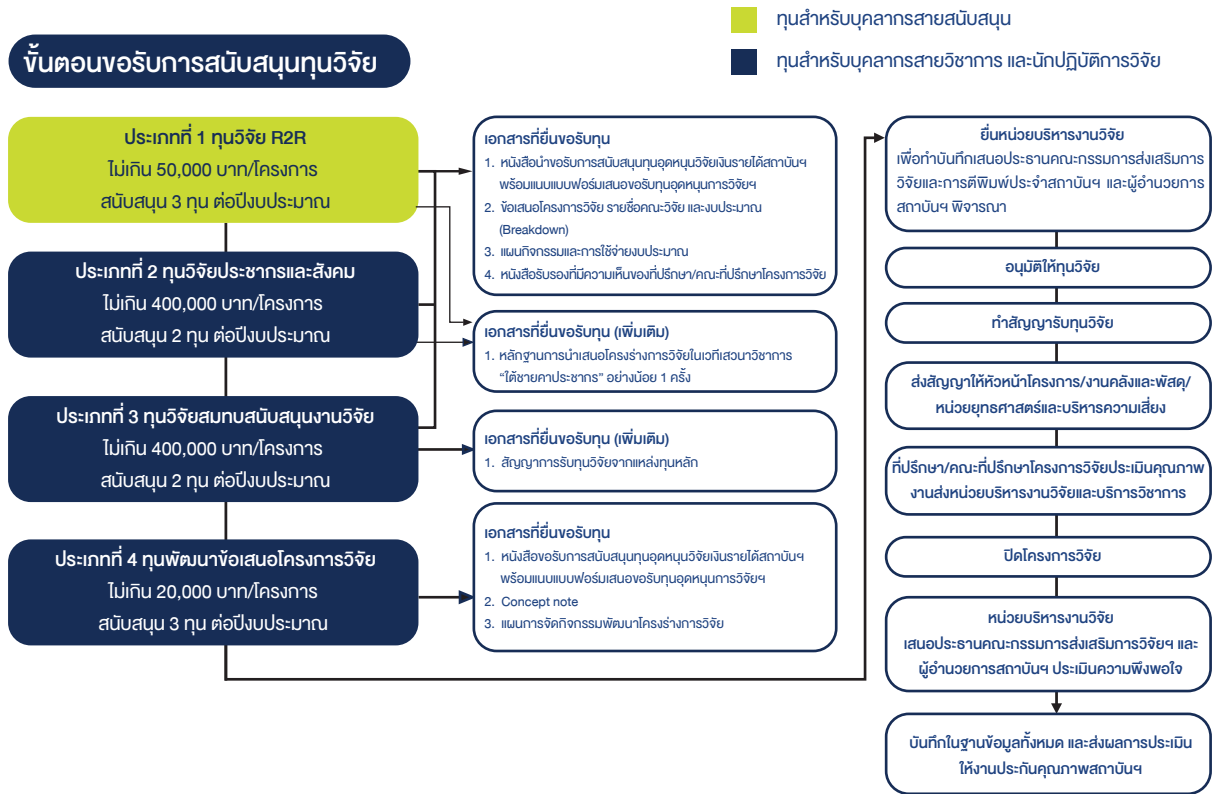 ทุนสำหรับบุคลากรสายสนับสนุน
ทุนสำหรับบุคลากรสายวิชาการ และนักปฏิบัติการวิจัย
ขั้นตอนขอรับการสนับสนุนทุนวิจัย
ประเภทที่ 1 ทุนวิจัย R2R
ไม่เกิน 50,000 บาท/โครงการ
สนับสนุน 3 ทุน ต่อปีงบประมาณ
ประเภทที่ 2 ทุนวิจัยประชากรและสังคม
ไม่เกิน 400,000 บาท/โครงการ
สนับสนุน 2 ทุน ต่อปีงบประมาณ
ประเภทที่ 3 ทุนวิจัยสมทบสนับสนุนงานวิจัย
ไม่เกิน 400,000 บาท/โครงการ
สนับสนุน 2 ทุน ต่อปีงบประมาณ
ประเภทที่ 4 ทุนพัฒนาข้อเสนอโครงการวิจัย
ไม่เกิน 20,000 บาท/โครงการ
สนับสนุน 3 ทุน ต่อปีงบประมาณ
เอกสารที่ยื่นขอรับทุน
1. หนังสือนำขอรับการสนับสนุนทุนอุดหนุนวิจัยเงินรายได้สถาบันฯ
พร้อมแนบแบบฟอร์มเสนอขอรับทุนอุดหนุนการวิจัยฯ
2. ข้อเสนอโครงการวิจัย รายชื่อคณะวิจัย และงบประมาณ
(Breakdown)
3. แผนกิจกรรมและการใช้จ่ายงบประมาณ
4. หนังสือรับรองที่มีความเห็นของที่ปรึกษา/คณะที่ปรึกษาโครงการวิจัย
เอกสารที่ยื่นขอรับทุน (เพิ่มเติม)
1. หลักฐานการนำเสนอโครงร่างการวิจัยในเวทีเสวนาวิชาการ
“ใต้ชายคาประชากร” อย่างน้อย 1 ครั้ง
เอกสารที่ยื่นขอรับทุน (เพิ่มเติม)
1. สัญญาการรับทุนวิจัยจากแหล่งทุนหลัก
เอกสารที่ยื่นขอรับทุน
1. หนังสือขอรับการสนับสนุนทุนอุดหนุนวิจัยเงินรายได้สถาบันฯ
พร้อมแนบแบบฟอร์มเสนอขอรับทุนอุดหนุนการวิจัยฯ
2. Concept note
3. แผนการจัดกิจกรรมพัฒนาโครงร่างการวิจัย
ยื่นหน่วยบริหารงานวิจัย
เพื่อทำบันทึกเสนอประธานคณะกรรมการส่งเสริมการ
วิจัยและการตีพิมพ์ประจำสถาบันฯ และผู้อำนวยการ
สถาบันฯ พิจารณา
อนุมัติให้ทุนวิจัย
ทำสัญญารับทุนวิจัย
ส่งสัญญาให้หัวหน้าโครงการ/งานคลังและพัสดุ/
หน่วยยุทธศาสตร์และบริหารความเสี่ยง
ที่ปรึกษา/คณะที่ปรึกษาโครงการวิจัยประเมินคุณภาพ
งานส่งหน่วยบริหารงานวิจัยและบริการวิชาการ
ปิดโครงการวิจัย
หน่วยบริหารงานวิจัย
เสนอประธานคณะกรรมการส่งเสริมการวิจัยฯ และ
ผู้อำนวยการสถาบันฯ ประเมินความพึงพอใจ
บันทึกในฐานข้อมูลทั้งหมด และส่งผลการประเมิน
ให้งานประกันคุณภาพสถาบันฯ